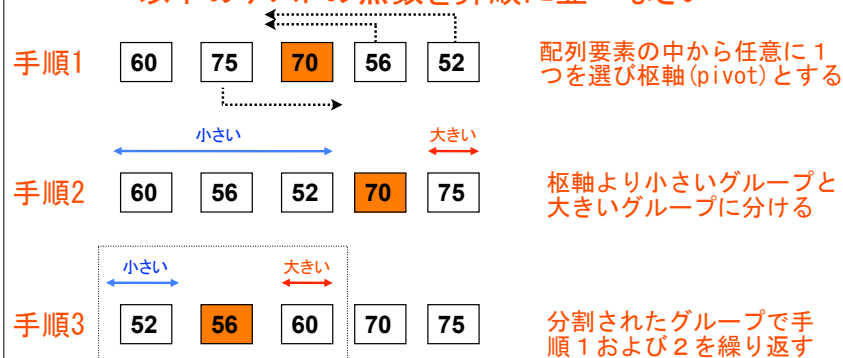 手順1
60 75 70 56 52
配列要素の中から任意に１
つを選び枢軸(pivot)とする
小さい 大きい
手順2
60 56 52 70 75
枢軸より小さいグループと
大きいグループに分ける
小さい 大きい
手順3
52 56 60 70 75
分割されたグループで手
順１および２を繰り返す